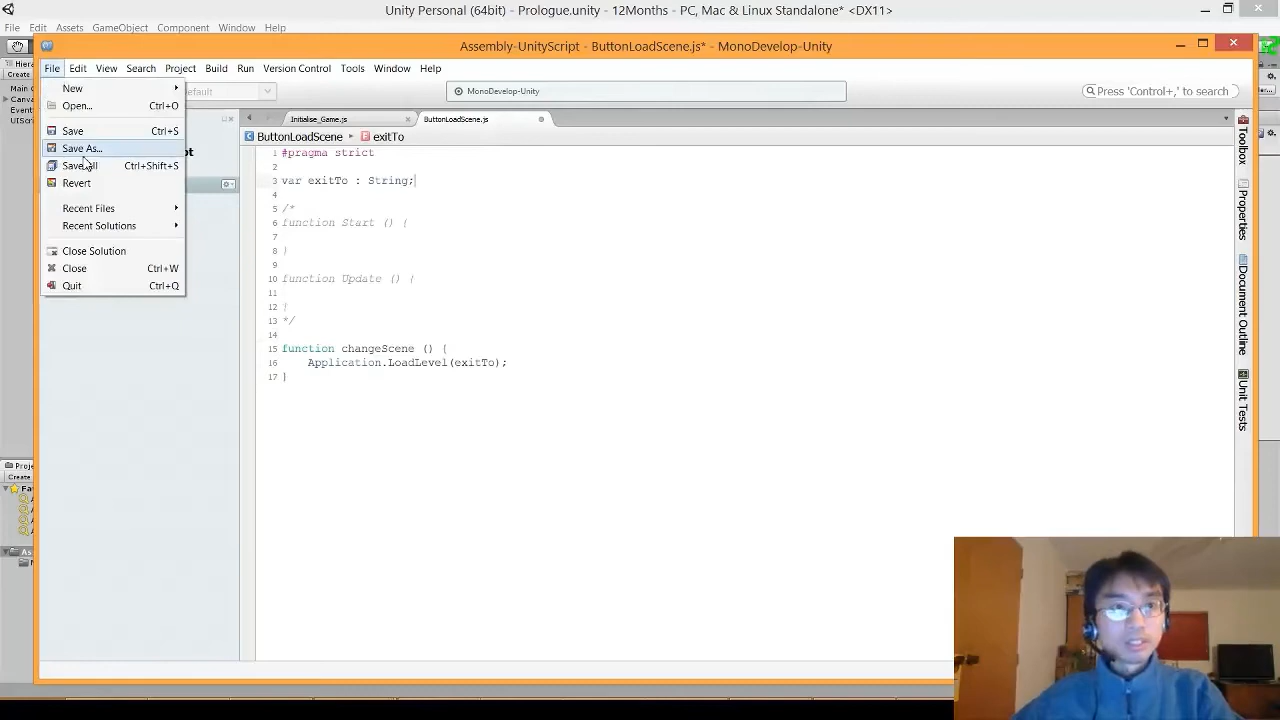 Unity Personal (64bit) - Prologue.unity - 12Months - PC, Mac & Linux Standalone* <DX11>
File Edit Assets GameObject Component Window Help
Assembly-UnityScript - ButtonLoadScene.js* - MonoDevelop-Unity
File Edit View Search Project Build Run Version Control Tools Window Help
MonoDevelop-Unity
Press 'Control+,' to search
New
Open... Ctrl+O
Save Ctrl+S
Save As...
Ctrl+Shift+S
Revert
Recent Files
Recent Solutions
Close Solution
Close Ctrl+W
Quit Ctrl+Q
Initialise_Game.js
ButtonLoadScene.js
ButtonLoadScene exitTo
1 #pragma strict
2
3 var exitTo : String;
4
5 /*
6 function Start () {
7
8 }
9
10 function Update () {
11
12 }
13 */
14
15 function changeScene () {
16 Application.LoadLevel(exitTo);
17 }
Toolbox
Properties
Document Outline
Unit Tests
Create
Create